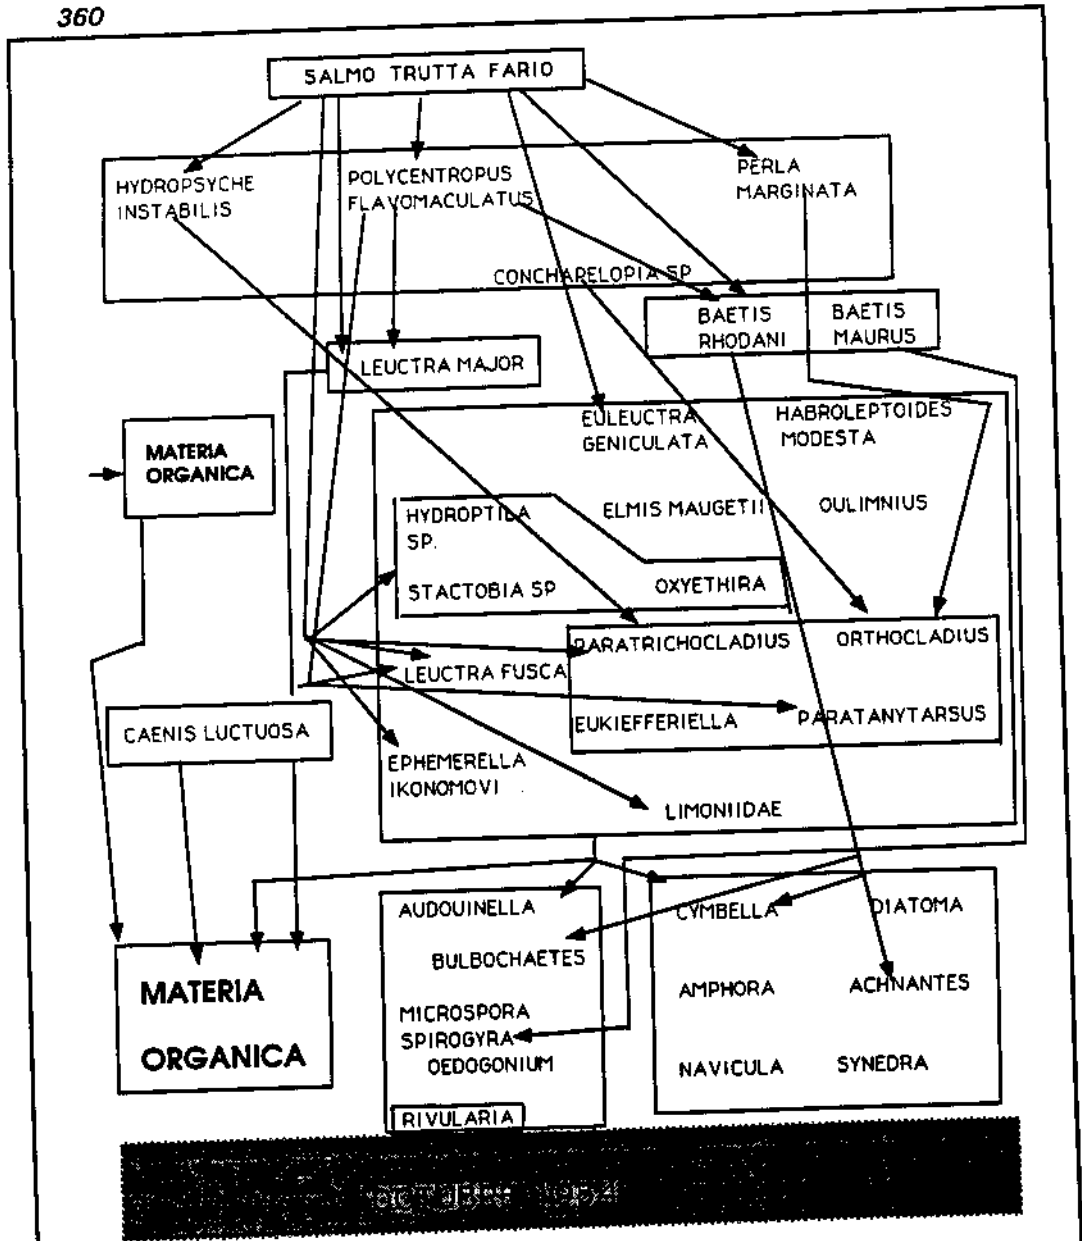 360
SALMO TRUTTA FARIO
HYDROPSYCHE
INSTABILIS
POLYCENTROPUS
FLAVOMACULATUS
PERLA
MARGINATA
CONCHAPELOPIA SP
BAETIS
RHODANI
BAETIS
MAURUS
LEUCTRA MAJOR
EULEUCTRA
GENICULATA
HABROLEPTOIDES
MODESTA
MATERIA
ORGANICA
HYDROPTILA
SP.
ELMIS MAUGETII
OULIMNIUS
STACTOBIA SP
OXYETHIRA
PARATRICHOCLADIUS
ORTHOCLADIUS
LEUCTRA FUSCA
EUKIEFFERIELLA
PARATANYTARSUS
CAENIS LUCTUOSA
EPHEMERELLA
IKONOMOVI
LIMONIIDAE
AUDOUINELLA
CYMBELLA
DIATOMA
BULBOCHAETES
MATERIA
ORGANICA
AMPHORA
ACHNANTES
MICROSPORA
SPIROGYRA
OEDOGONIUM
NAVICULA
SYNEDRA
RIVULARIA